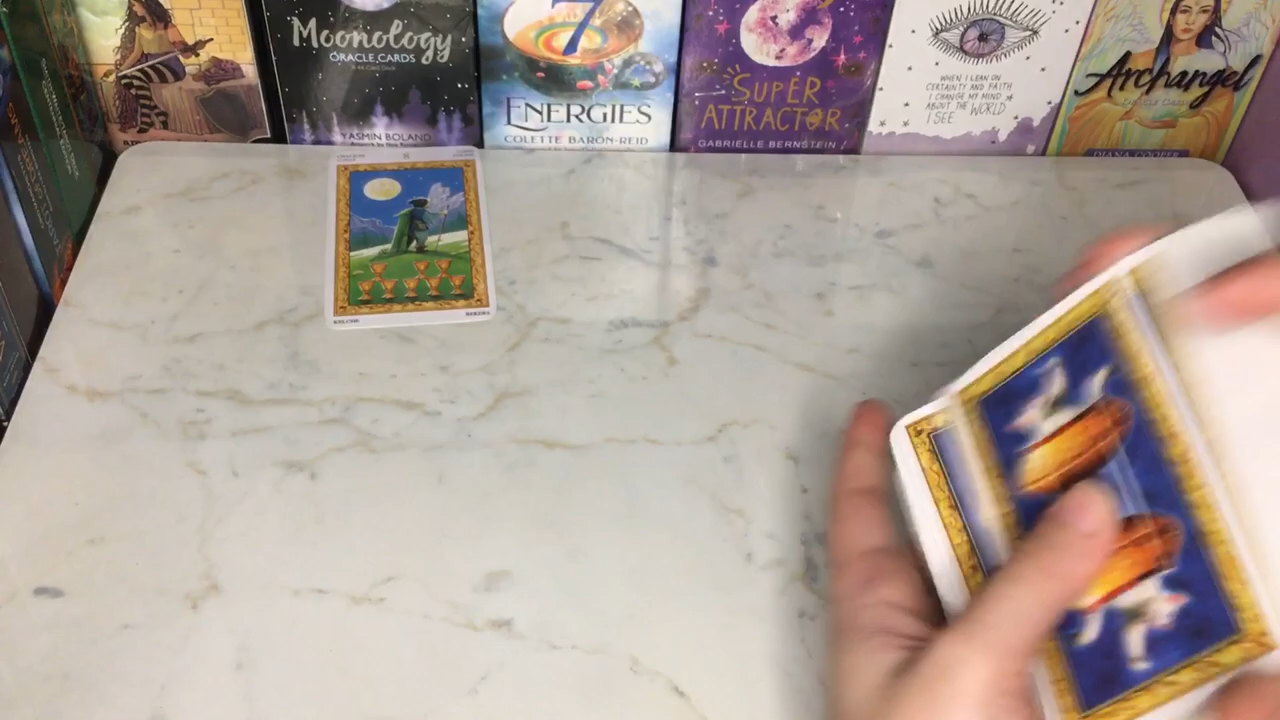 Moonology
ORACLE CARDS
YASMIN BOLAND
7
ENERGIES
COLETTE BARON-REID
SUPER
ATTRACTOR
GABRIELLE BERNSTEIN
WHEN I LEAN ON
CERTAINTY AND FAITH
I CHANGE MY MIND
ABOUT THE WORLD
I SEE
Archangel
DIANA COOPER